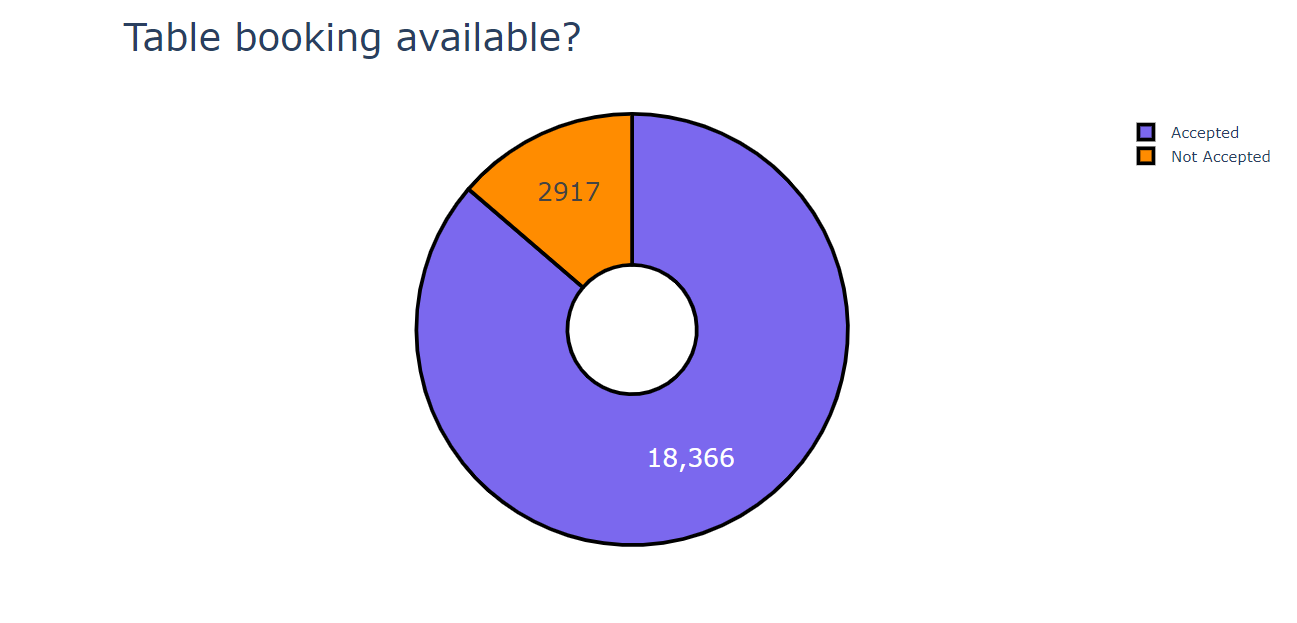 Table booking available?
Accepted
Not Accepted
2917
18,366